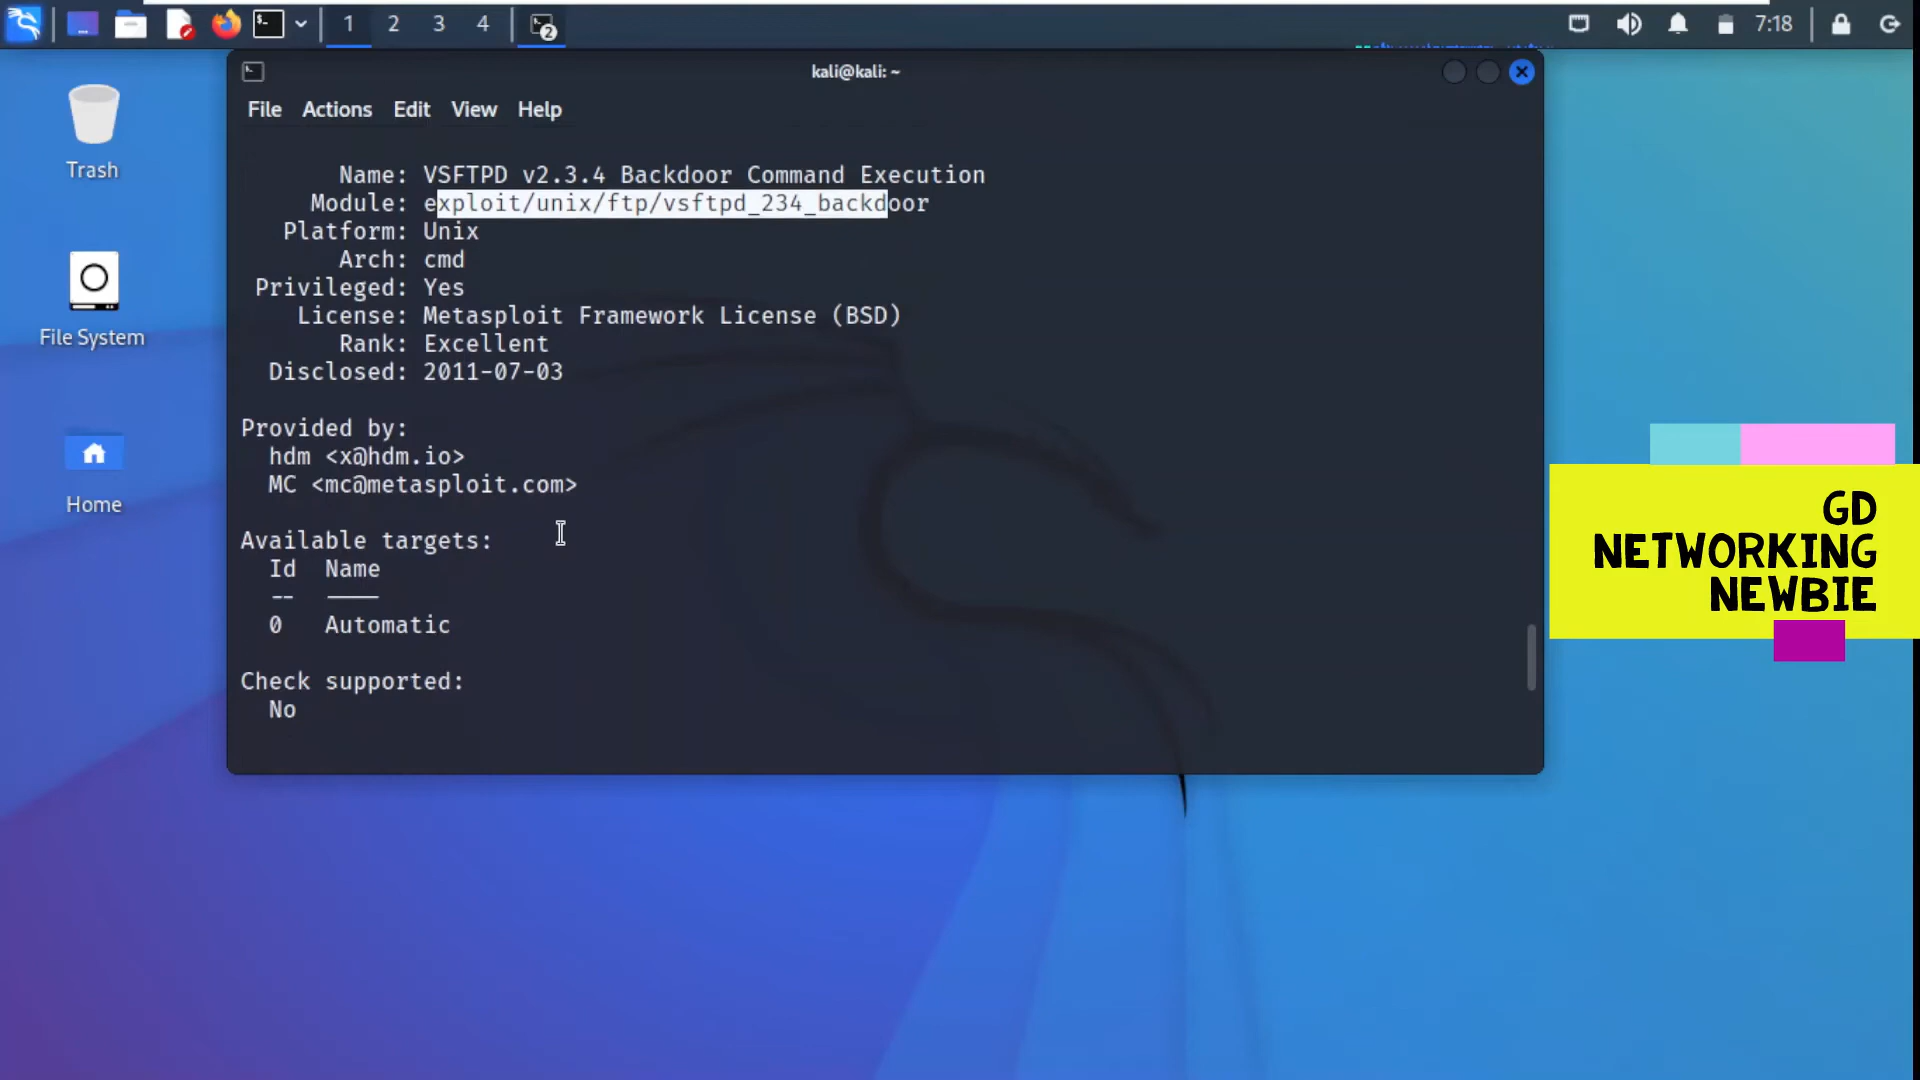 1 2 3 4 2 7:18
kali@kali: ~
File Actions Edit View Help
Trash
File System
Home
Name: VSFTPD v2.3.4 Backdoor Command Execution
Module: exploit/unix/ftp/vsftpd_234_backdoor
Platform: Unix
Arch: cmd
Privileged: Yes
License: Metasploit Framework License (BSD)
Rank: Excellent
Disclosed: 2011-07-03
Provided by:
hdm <x@hdm.io>
MC <mc@metasploit.com>
Available targets:
Id Name
-- ----
0 Automatic
Check supported:
No
GD
NETWORKING
NEWBIE